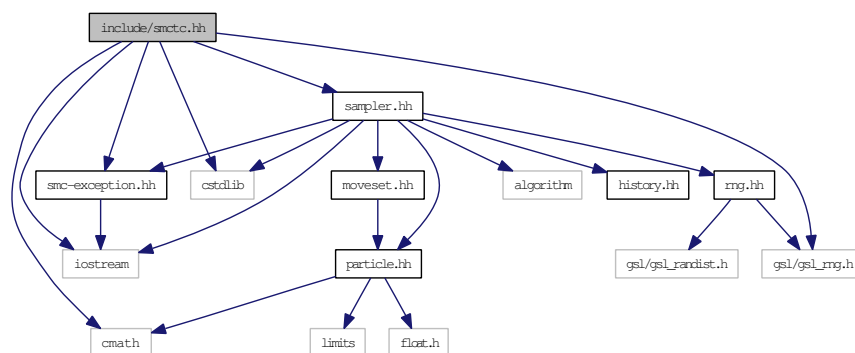 include/smctc.hh
sampler.hh
smc-exception.hh
cstdlib
moveset.hh
algorithm
history.hh
rng.hh
iostream
particle.hh
gsl/gsl_randist.h
gsl/gsl_rng.h
cmath
limits
float.h